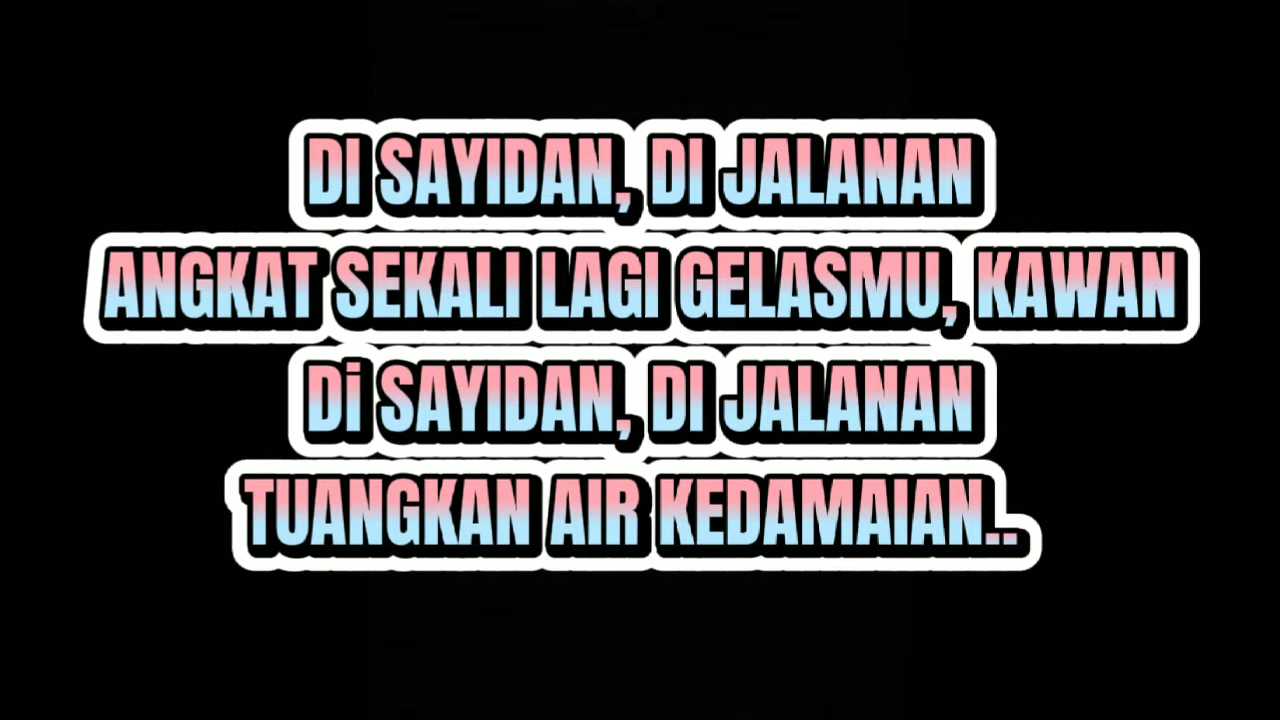 DI SAYIDAN, DI JALANAN
ANGKAT SEKALI LAGI GELASMU, KAWAN
Di SAYIDAN, DI JALANAN
TUANGKAN AIR KEDAMAIAN..